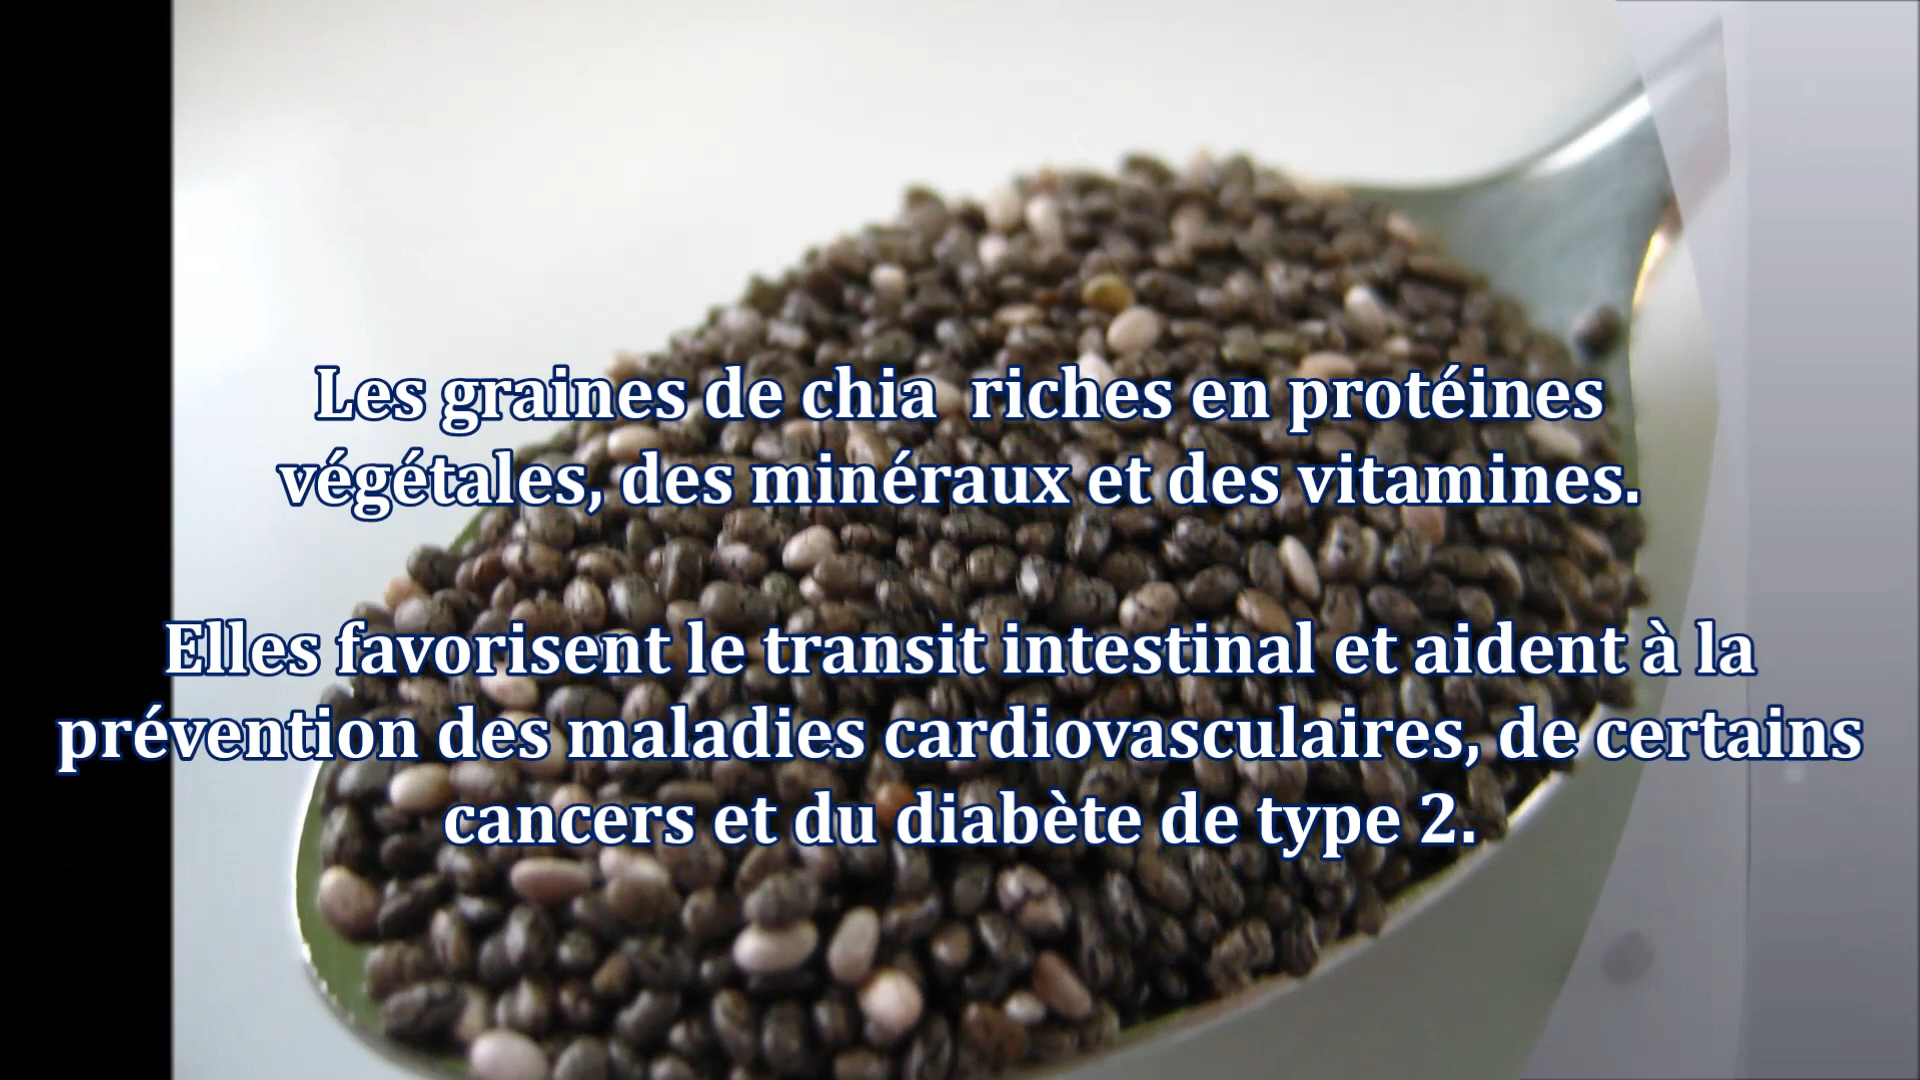 Les graines de chia  riches en protéines
végétales, des minéraux et des vitamines.
Elles favorisent le transit intestinal et aident à la
prévention des maladies cardiovasculaires, de certains
cancers et du diabète de type 2.